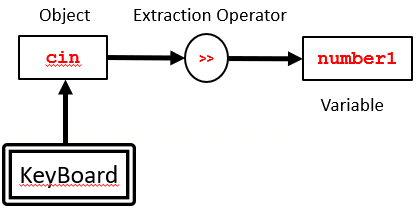 Object
Extraction Operator
cin
>>
number1
Variable
KeyBoard